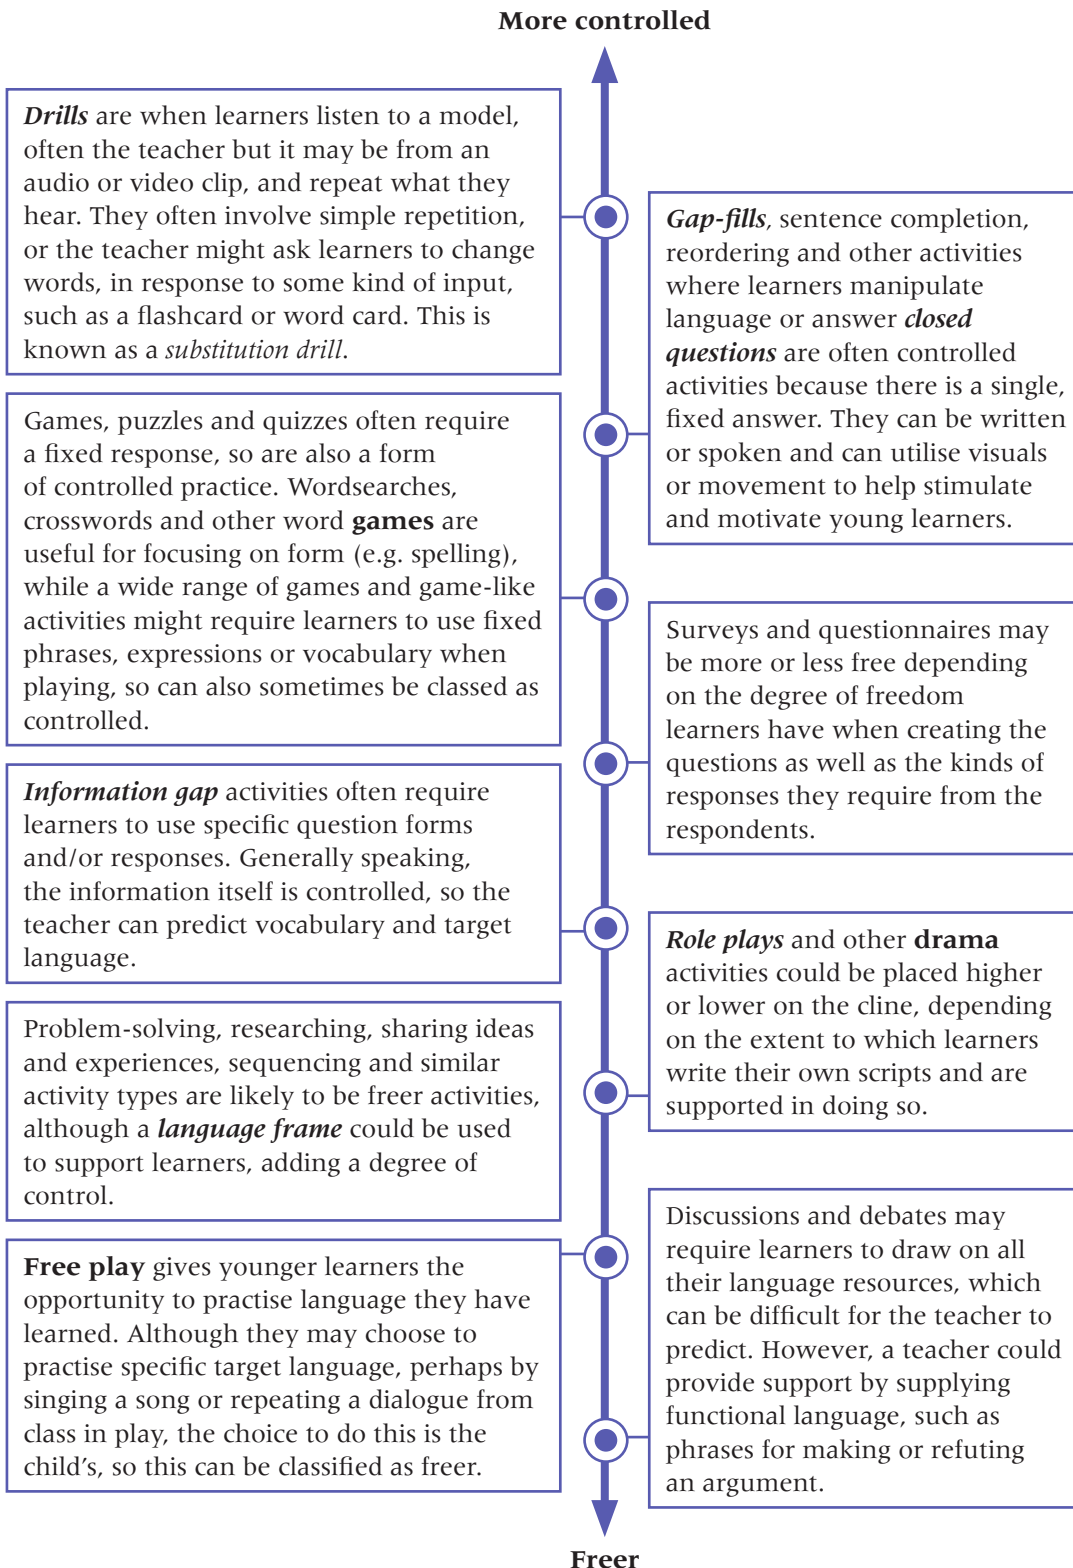 More controlled
Drills are when learners listen to a model,
often the teacher but it may be from an
audio or video clip, and repeat what they
hear. They often involve simple repetition,
or the teacher might ask learners to change
words, in response to some kind of input,
such as a flashcard or word card. This is
known as a substitution drill.
Gap-fills, sentence completion,
reordering and other activities
where learners manipulate
language or answer closed
questions are often controlled
activities because there is a single,
fixed answer. They can be written
or spoken and can utilise visuals
or movement to help stimulate
and motivate young learners.
Games, puzzles and quizzes often require
a fixed response, so are also a form
of controlled practice. Wordsearches,
crosswords and other word games are
useful for focusing on form (e.g. spelling),
while a wide range of games and game-like
activities might require learners to use fixed
phrases, expressions or vocabulary when
playing, so can also sometimes be classed as
controlled.
Surveys and questionnaires may
be more or less free depending
on the degree of freedom
learners have when creating the
questions as well as the kinds of
responses they require from the
respondents.
Information gap activities often require
learners to use specific question forms
and/or responses. Generally speaking,
the information itself is controlled, so the
teacher can predict vocabulary and target
language.
Role plays and other drama
activities could be placed higher
or lower on the cline, depending
on the extent to which learners
write their own scripts and are
supported in doing so.
Problem-solving, researching, sharing ideas
and experiences, sequencing and similar
activity types are likely to be freer activities,
although a language frame could be used
to support learners, adding a degree of
control.
Discussions and debates may
require learners to draw on all
their language resources, which
can be difficult for the teacher to
predict. However, a teacher could
provide support by supplying
functional language, such as
phrases for making or refuting
an argument.
Free play gives younger learners the
opportunity to practise language they have
learned. Although they may choose to
practise specific target language, perhaps by
singing a song or repeating a dialogue from
class in play, the choice to do this is the
child's, so this can be classified as freer.
Freer